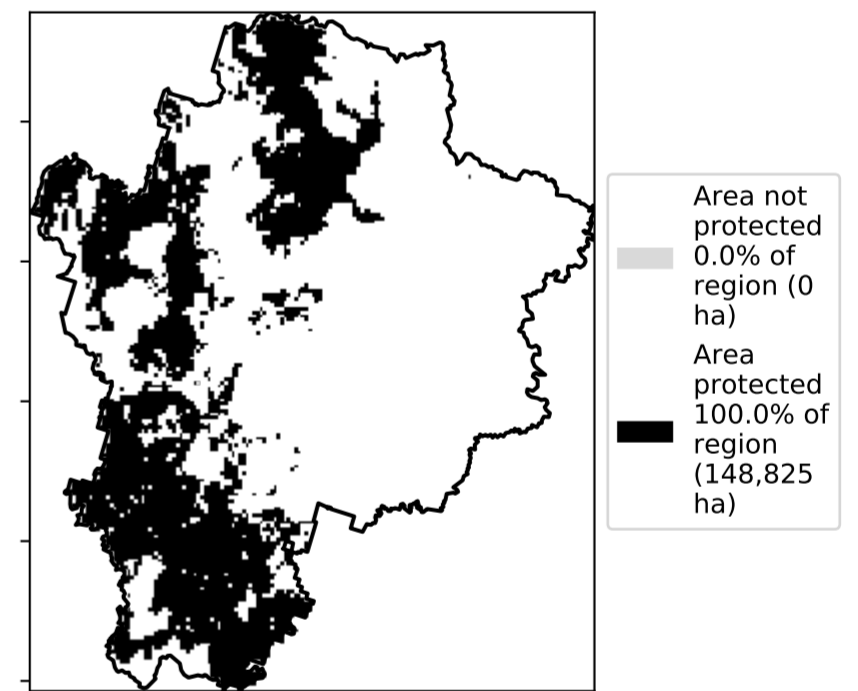 Area not
protected
0.0% of
region (0
ha)
Area
protected
100.0% of
region
(148,825
ha)